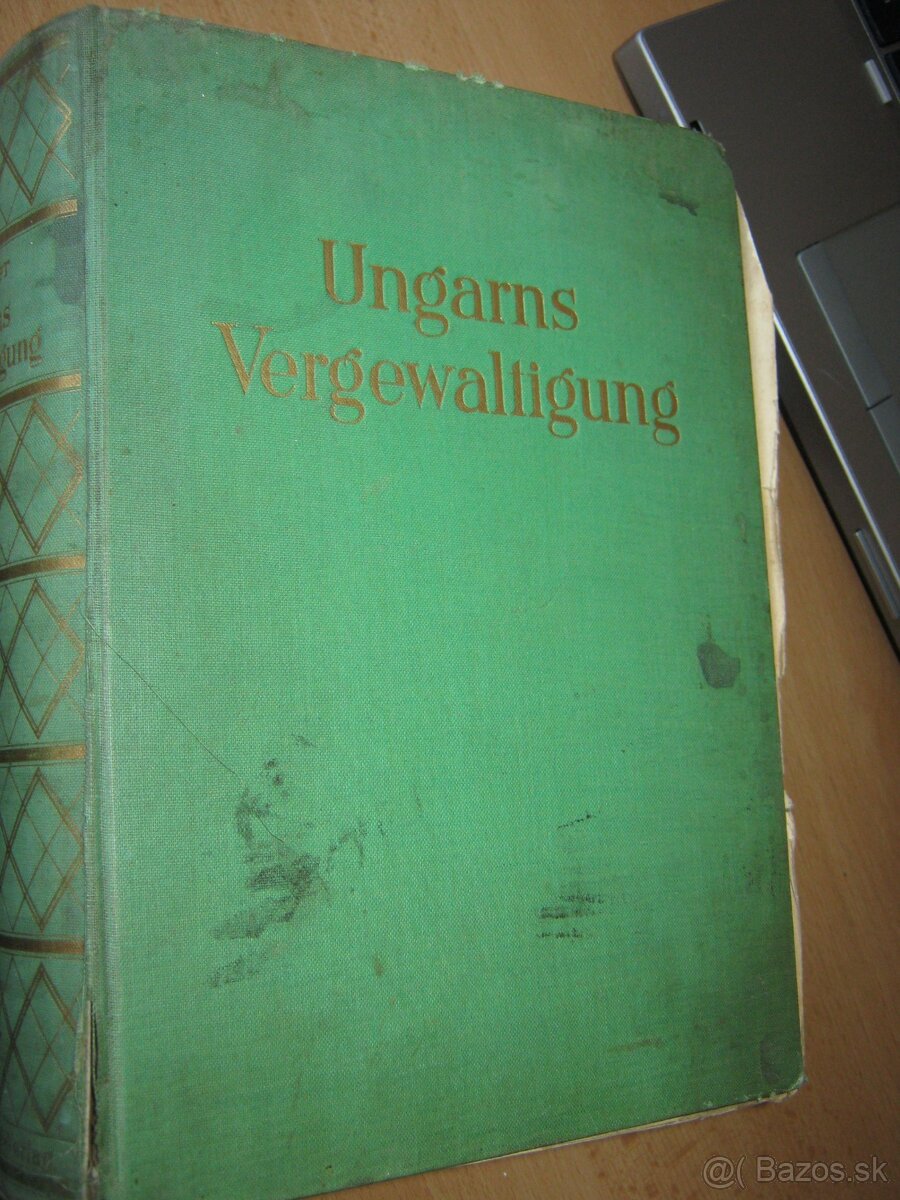 Ungarns
Vergewaltigung
@( Bazos.sk